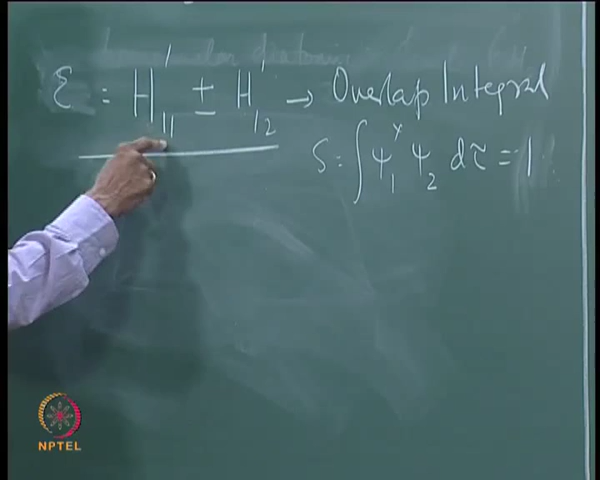 ε = H'₁₁ ± H'₁₂ → Overlap Integral
S = ∫ψ₁* ψ₂ dτ = 1
NPTEL